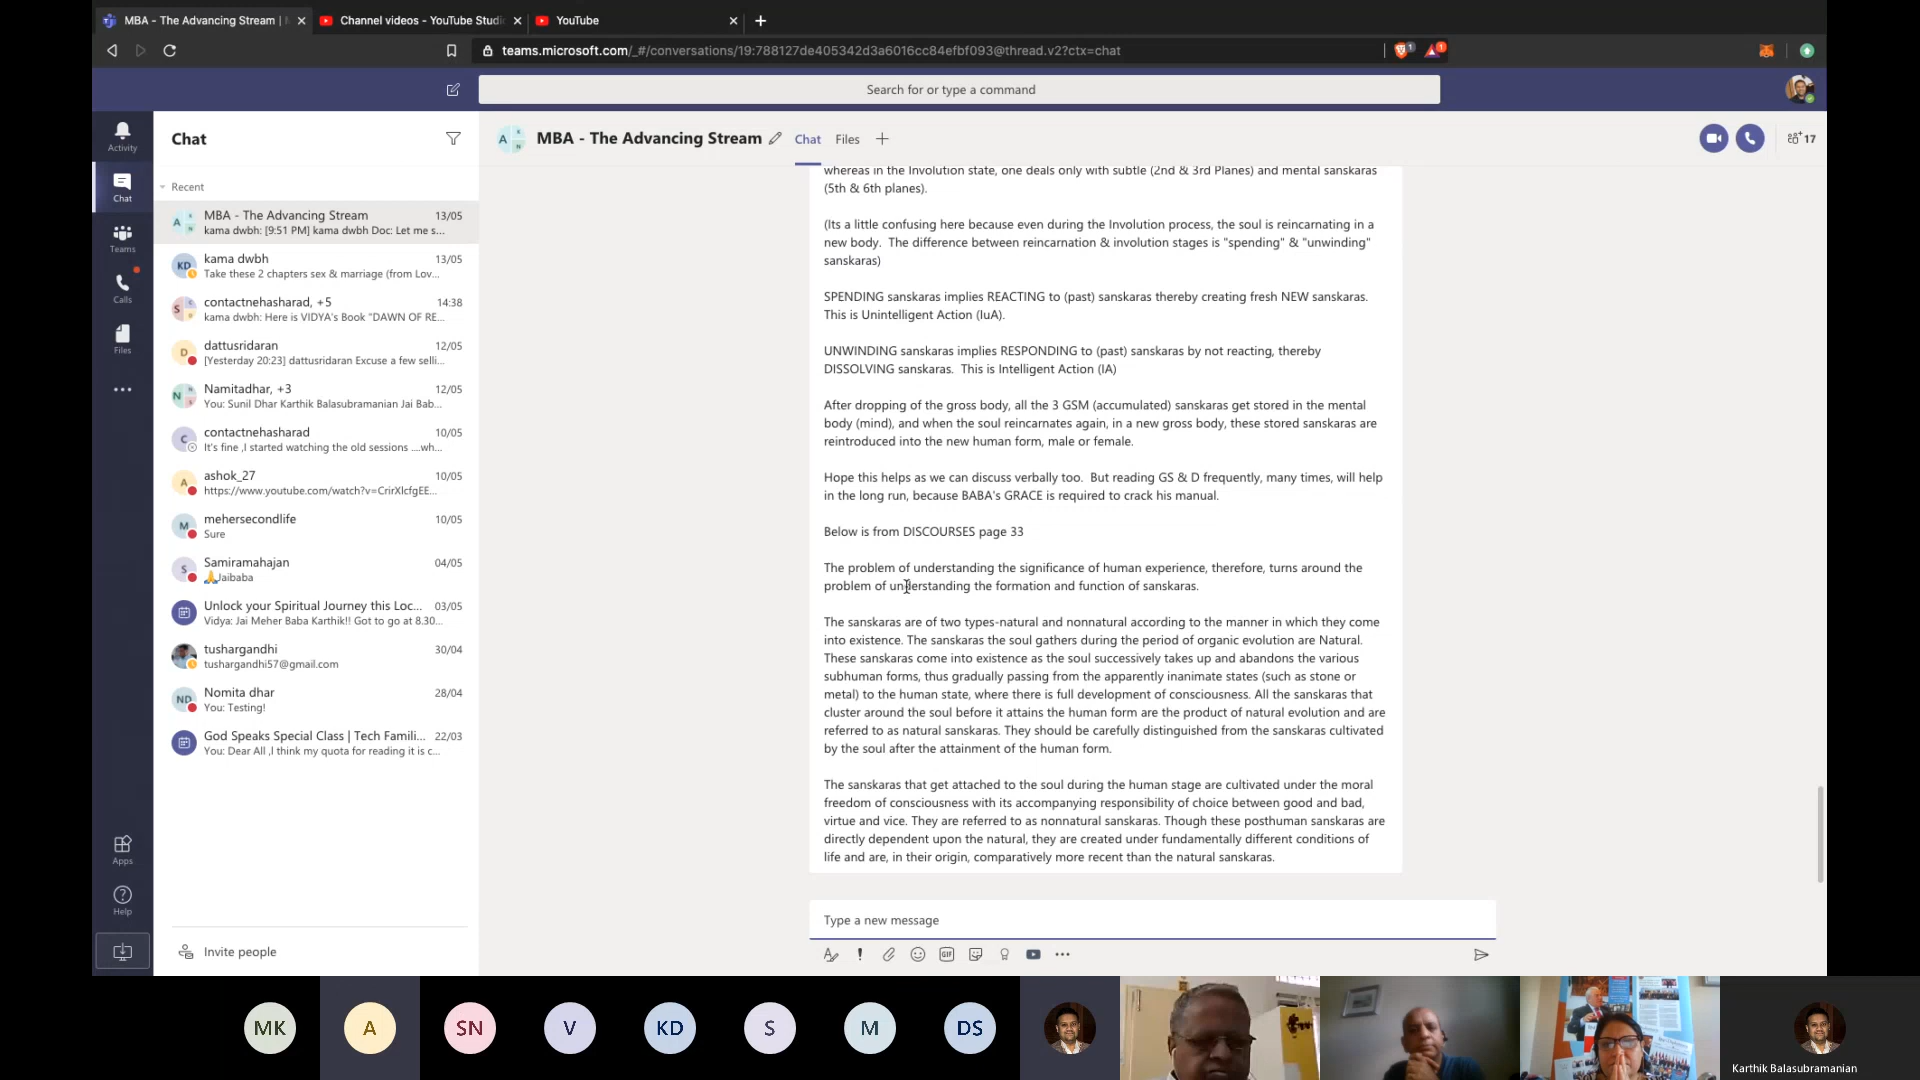 MBA - The Advancing Stream |
Channel videos - YouTube Studi
YouTube
teams.microsoft.com/_#/conversations/19:788127de405342d3a6016cc84efbf093@thread.v2?ctx=chat
1
1
Search for or type a command
Activity
Chat
Teams
Calls
Files
Apps
Help
Chat
Recent
MBA - The Advancing Stream 13/05
kama dwbh: [9:51 PM] kama dwbh Doc: Let me s...
kama dwbh 13/05
Take these 2 chapters sex & marriage (from Lov...
contactnehasharad, +5 14:38
kama dwbh: Here is VIDYA's Book "DAWN OF RE...
dattusridaran 12/05
[Yesterday 20:23] dattusridaran Excuse a few selli...
Namitadhar, +3 12/05
You: Sunil Dhar Karthik Balasubramanian Jai Bab...
contactnehasharad 10/05
It's fine ,I started watching the old sessions ....wh...
ashok_27 10/05
https://www.youtube.com/watch?v=CrirXlcfgEE...
mehersecondlife 10/05
Sure
Samiramahajan 04/05
🙏Jaibaba
Unlock your Spiritual Journey this Loc... 03/05
Vidya: Jai Meher Baba Karthik!! Got to go at 8.30...
tushargandhi 30/04
tushargandhi57@gmail.com
Nomita dhar 28/04
You: Testing!
God Speaks Special Class | Tech Famili... 22/03
You: Dear All ,I think my quota for reading it is c...
Invite people
MBA - The Advancing Stream Chat Files
17
whereas in the Involution state, one deals only with subtle (2nd & 3rd Planes) and mental sanskaras
(5th & 6th planes).
(Its a little confusing here because even during the Involution process, the soul is reincarnating in a
new body.  The difference between reincarnation & involution stages is "spending" & "unwinding"
sanskaras)
SPENDING sanskaras implies REACTING to (past) sanskaras thereby creating fresh NEW sanskaras.
This is Unintelligent Action (IuA).
UNWINDING sanskaras implies RESPONDING to (past) sanskaras by not reacting, thereby
DISSOLVING sanskaras.  This is Intelligent Action (IA)
After dropping of the gross body, all the 3 GSM (accumulated) sanskaras get stored in the mental
body (mind), and when the soul reincarnates again, in a new gross body, these stored sanskaras are
reintroduced into the new human form, male or female.
Hope this helps as we can discuss verbally too.  But reading GS & D frequently, many times, will help
in the long run, because BABA's GRACE is required to crack his manual.
Below is from DISCOURSES page 33
The problem of understanding the significance of human experience, therefore, turns around the
problem of understanding the formation and function of sanskaras.
The sanskaras are of two types-natural and nonnatural according to the manner in which they come
into existence. The sanskaras the soul gathers during the period of organic evolution are Natural.
These sanskaras come into existence as the soul successively takes up and abandons the various
subhuman forms, thus gradually passing from the apparently inanimate states (such as stone or
metal) to the human state, where there is full development of consciousness. All the sanskaras that
cluster around the soul before it attains the human form are the product of natural evolution and are
referred to as natural sanskaras. They should be carefully distinguished from the sanskaras cultivated
by the soul after the attainment of the human form.
The sanskaras that get attached to the soul during the human stage are cultivated under the moral
freedom of consciousness with its accompanying responsibility of choice between good and bad,
virtue and vice. They are referred to as nonnatural sanskaras. Though these posthuman sanskaras are
directly dependent upon the natural, they are created under fundamentally different conditions of
life and are, in their origin, comparatively more recent than the natural sanskaras.
Type a new message
GIF
MK A SN V KD S M DS
Karthik Balasubramanian